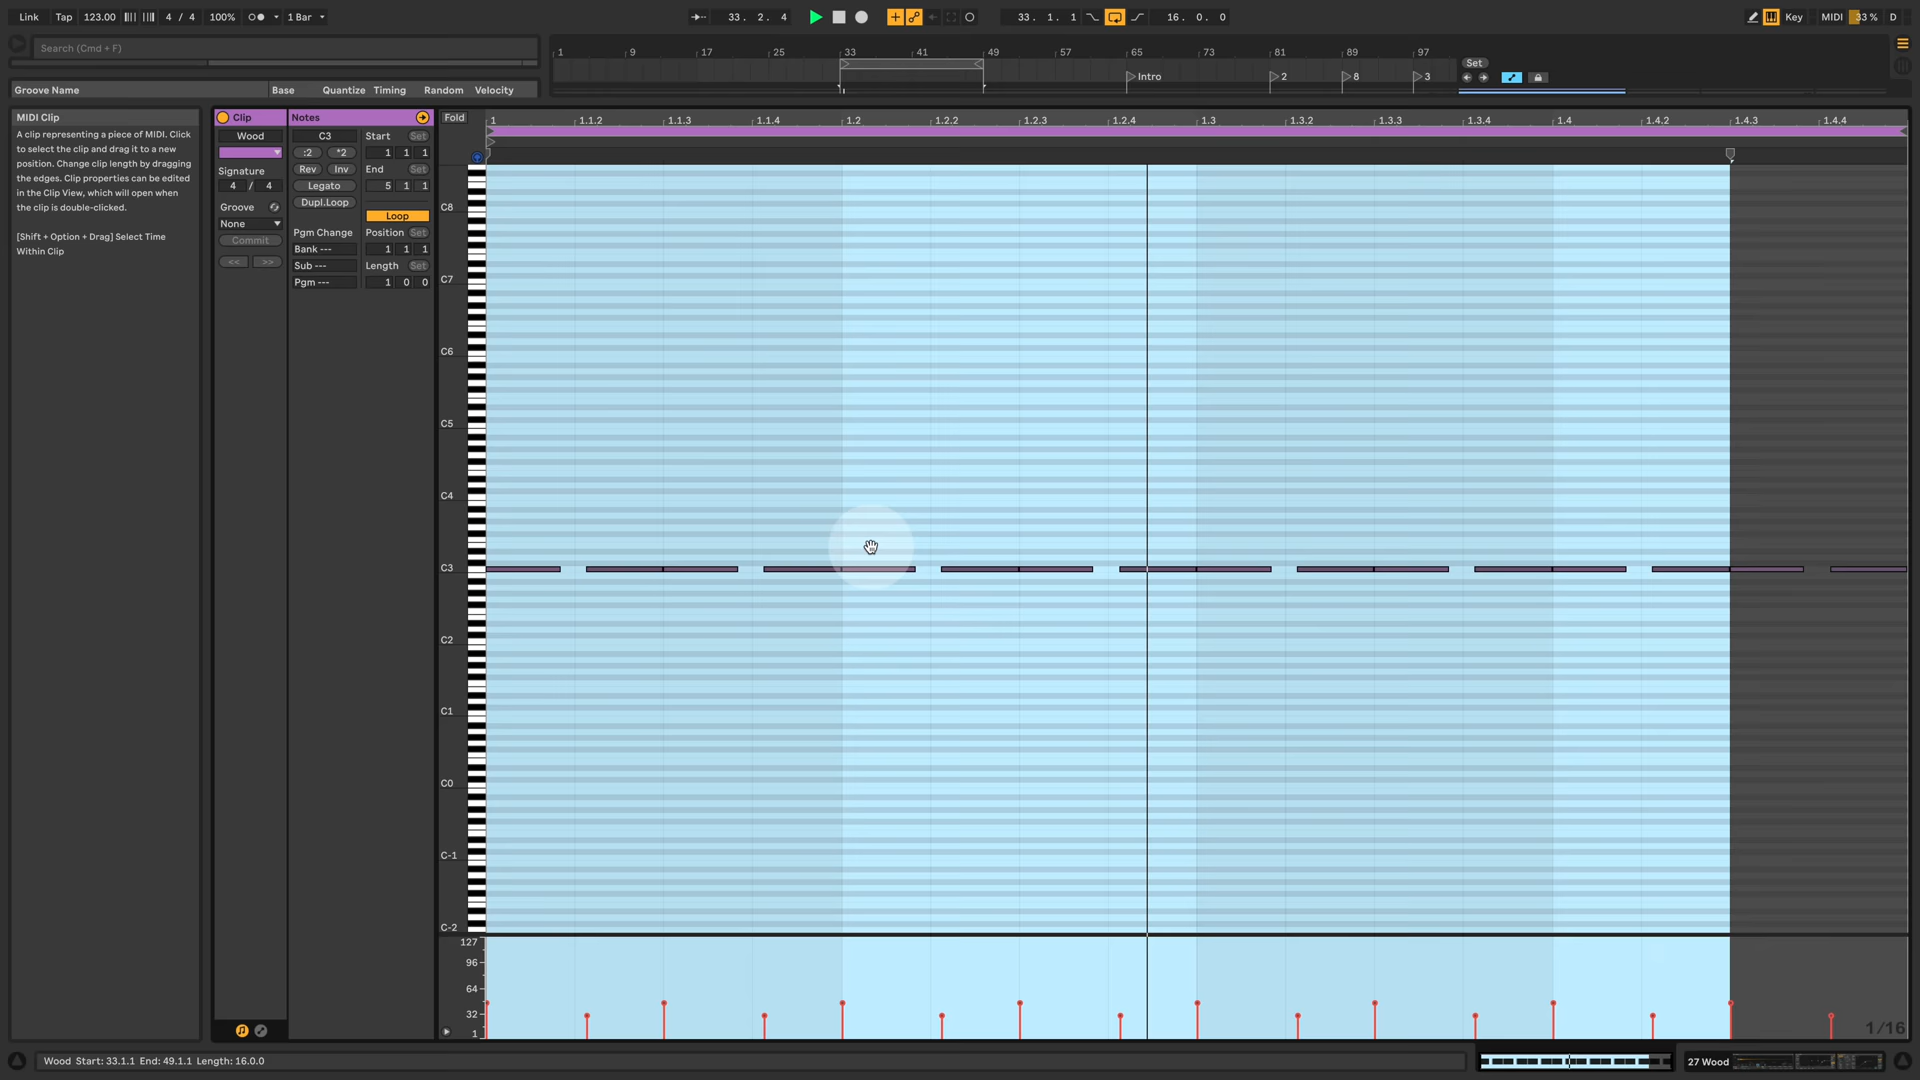 Link Tap 123.00 4 / 4 100% 1 Bar 33. 2. 4 33. 1. 1 16. 0. 0 Key MIDI 33 % D
Search (Cmd + F)
1 9 17 25 33 41 49 57 65 73 81 89 97
Set
Intro 2 8 3
Groove Name Base Quantize Timing Random Velocity
MIDI Clip
A clip representing a piece of MIDI. Click
to select the clip and drag it to a new
position. Change clip length by dragging
the edges. Clip properties can be edited
in the Clip View, which will open when
the clip is double-clicked.
[Shift + Option + Drag] Select Time
Within Clip
Clip
Wood
Signature
4 / 4
Groove
None
Commit
<< >>
Notes
C3
:2 *2
Rev Inv
Legato
Dupl.Loop
Pgm Change
Bank ---
Sub ---
Pgm ---
Start Set
1 1 1
End Set
5 1 1
Loop
Position Set
1 1 1
Length Set
1 0 0
Fold
1 1.1.2 1.1.3 1.1.4 1.2 1.2.2 1.2.3 1.2.4 1.3 1.3.2 1.3.3 1.3.4 1.4 1.4.2 1.4.3 1.4.4
C8
C7
C6
C5
C4
C3
C2
C1
C0
C-1
C-2
127
96
64
32
1
1/16
Wood Start: 33.1.1 End: 49.1.1 Length: 16.0.0
27 Wood